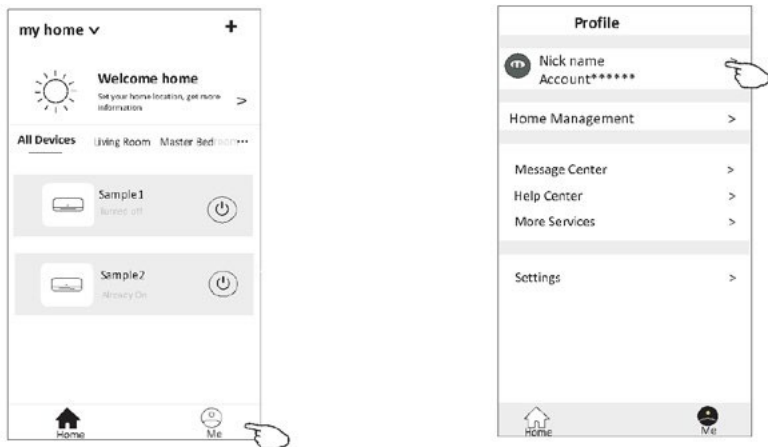 my home
Welcome home
Set your home location, get more
information
All Devices Living Room Master Bedroom...
Sample1
Turned off
Sample2
Already On
Home
Me
Profile
Nick name
Account******
Home Management
Message Center
Help Center
More Services
Settings
Home
Me